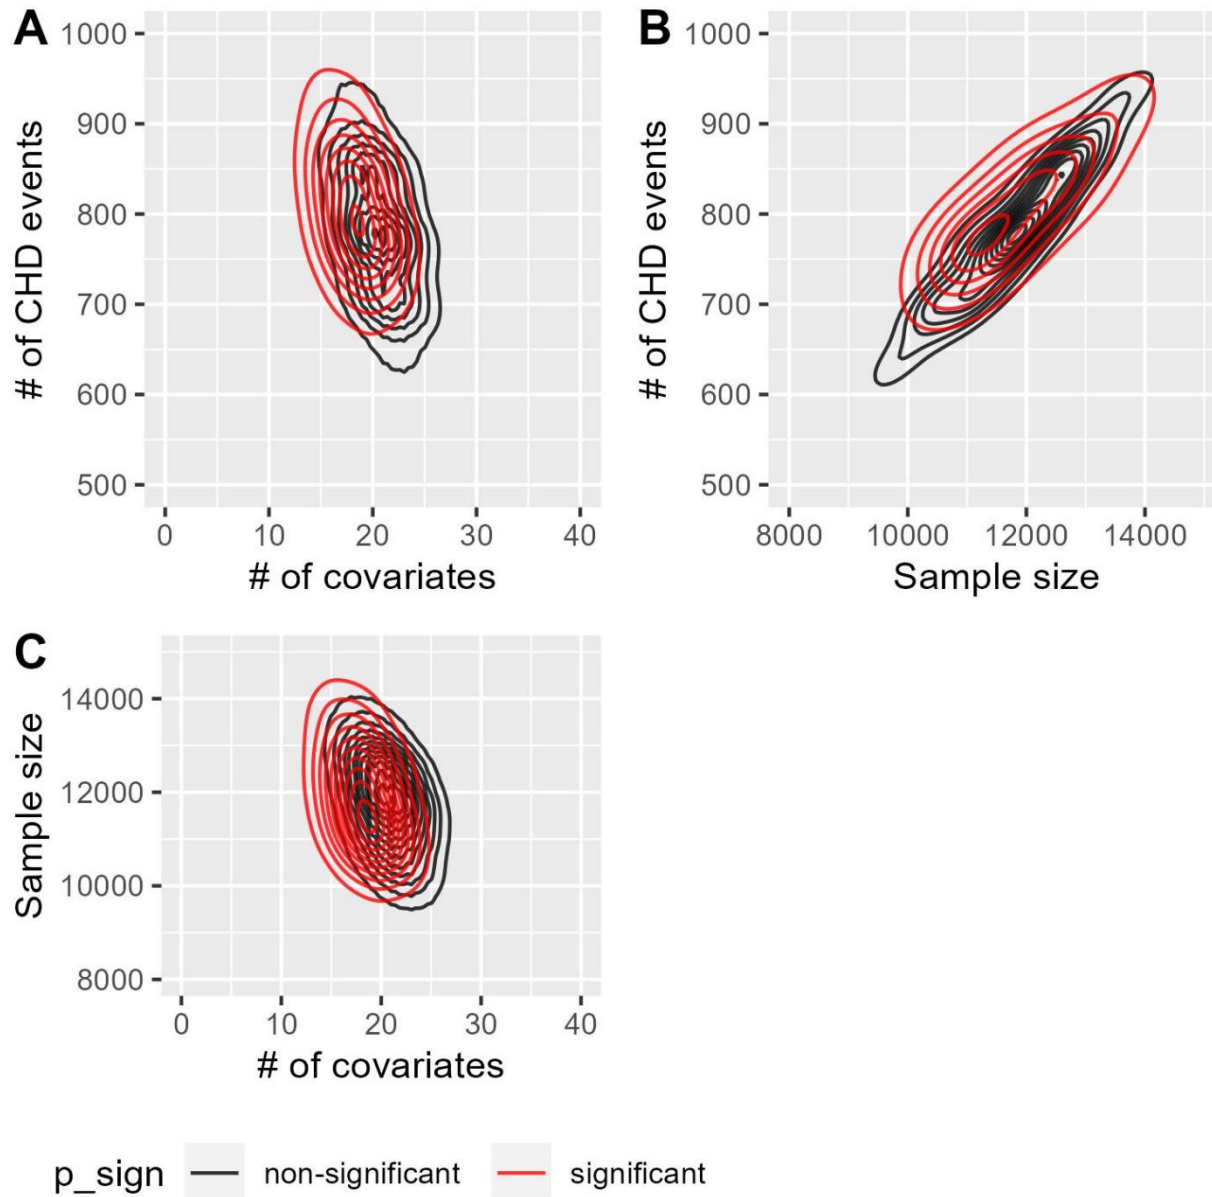 A
# of CHD events
1000
900
800
700
600
500
0 10 20 30 40
# of covariates
B
# of CHD events
1000
900
800
700
600
500
8000 10000 12000 14000
Sample size
C
Sample size
14000
12000
10000
8000
0 10 20 30 40
# of covariates
p_sign non-significant significant